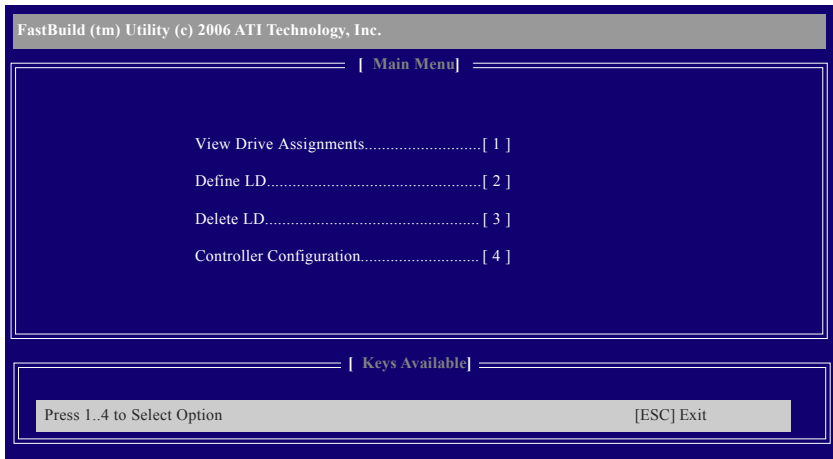 FastBuild (tm) Utility (c) 2006 ATI Technology, Inc.
[ Main Menu]
View Drive Assignments...........................[ 1 ]
Define LD..................................................[ 2 ]
Delete LD.................................................. [ 3 ]
Controller Configuration........................... [ 4 ]
[ Keys Available]
Press 1..4 to Select Option [ESC] Exit